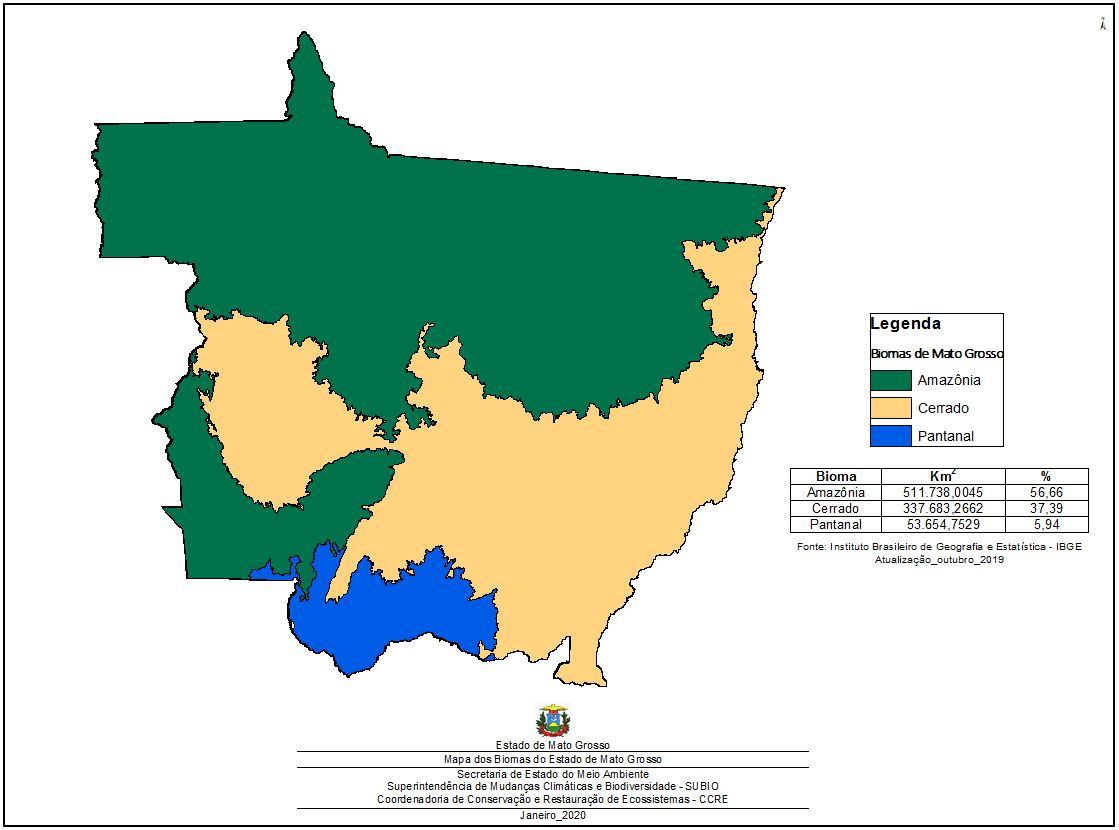 N
Legenda
Biomas de Mato Grosso
Amazônia
Cerrado
Pantanal
Bioma Km² %
Amazônia 511.738,0045 56,66
Cerrado 337.683,2662 37,39
Pantanal 53.654,7529 5,94
Fonte: Instituto Brasileiro de Geografia e Estatística - IBGE
Atualização_outubro_2019
Estado de Mato Grosso
Mapa dos Biomas do Estado de Mato Grosso
Secretaria de Estado do Meio Ambiente
Superintendência de Mudanças Climáticas e Biodiversidade - SUBIO
Coordenadoria de Conservação e Restauração de Ecossistemas - CCRE
Janeiro_2020